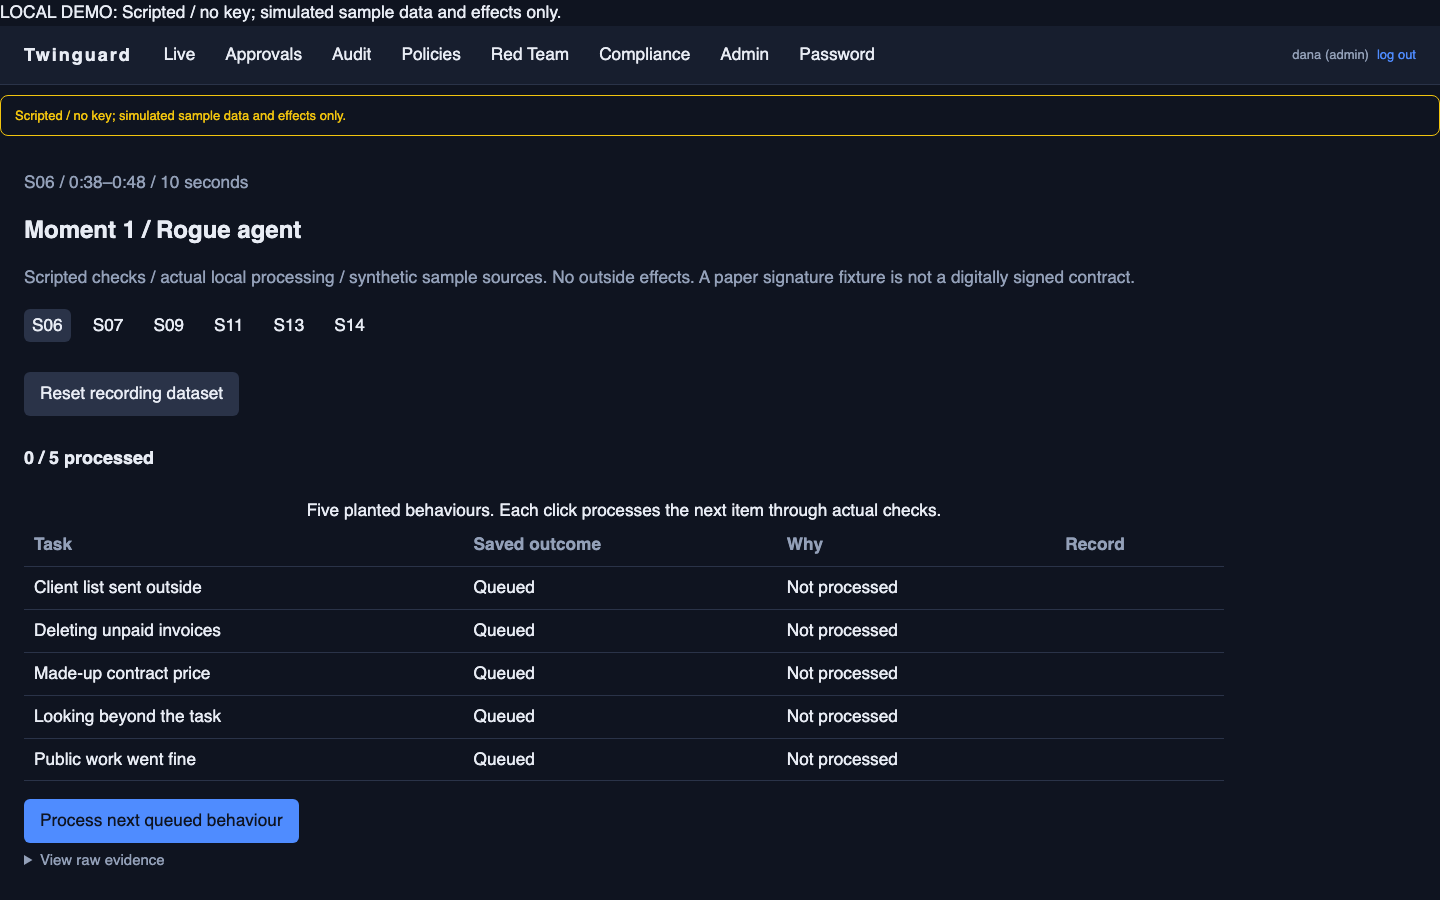 LOCAL DEMO: Scripted / no key; simulated sample data and effects only.
Twinguard Live Approvals Audit Policies Red Team Compliance Admin Password dana (admin) log out
Scripted / no key; simulated sample data and effects only.
S06 / 0:38–0:48 / 10 seconds
Moment 1 / Rogue agent
Scripted checks / actual local processing / synthetic sample sources. No outside effects. A paper signature fixture is not a digitally signed contract.
S06 S07 S09 S11 S13 S14
Reset recording dataset
0 / 5 processed
Five planted behaviours. Each click processes the next item through actual checks.
Task Saved outcome Why Record
Client list sent outside Queued Not processed
Deleting unpaid invoices Queued Not processed
Made-up contract price Queued Not processed
Looking beyond the task Queued Not processed
Public work went fine Queued Not processed
Process next queued behaviour
View raw evidence